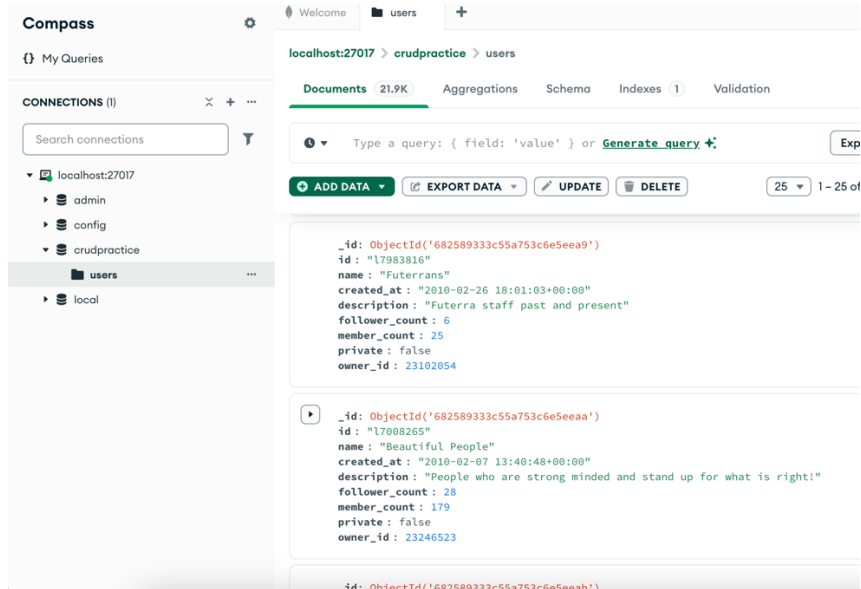 Compass
My Queries
CONNECTIONS (1)
Search connections
localhost:27017
admin
config
crudpractice
users
local
Welcome
users
localhost:27017 > crudpractice > users
Documents 21.9K Aggregations Schema Indexes 1 Validation
Type a query: { field: 'value' } or Generate query
Exp
ADD DATA EXPORT DATA UPDATE DELETE 25 1 – 25 of
_id: ObjectId('682589333c55a753c6e5eea9')
id : "l7983816"
name : "Futerrans"
created_at : "2010-02-26 18:01:03+00:00"
description : "Futerra staff past and present"
follower_count : 6
member_count : 25
private : false
owner_id : 23102054
_id: ObjectId('682589333c55a753c6e5eeaa')
id : "l7008265"
name : "Beautiful People"
created_at : "2010-02-07 13:40:48+00:00"
description : "People who are strong minded and stand up for what is right!"
follower_count : 28
member_count : 179
private : false
owner_id : 23246523
_id: ObjectId('682589333c55a753c6e5eeab')